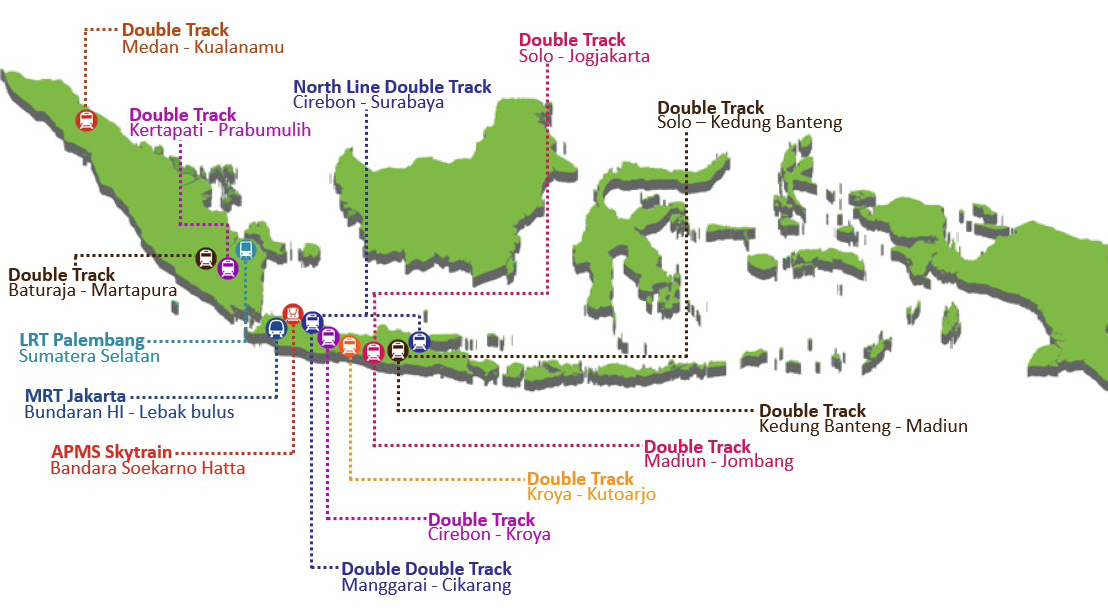 Double Track
Medan - Kualanamu
Double Track
Solo - Jogjakarta
North Line Double Track
Cirebon - Surabaya
Double Track
Kertapati - Prabumulih
Double Track
Solo – Kedung Banteng
Double Track
Baturaja - Martapura
LRT Palembang
Sumatera Selatan
MRT Jakarta
Bundaran HI - Lebak bulus
APMS Skytrain
Bandara Soekarno Hatta
Double Track
Kedung Banteng - Madiun
Double Track
Madiun - Jombang
Double Track
Kroya - Kutoarjo
Double Track
Cirebon - Kroya
Double Double Track
Manggarai - Cikarang